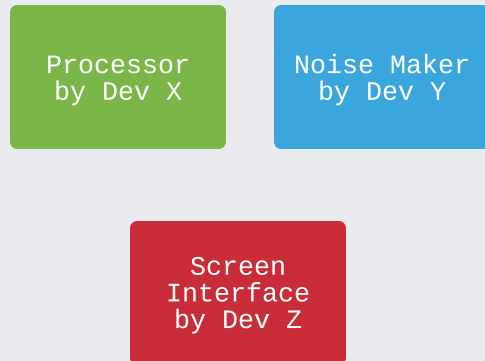 Processor
by Dev X
Noise Maker
by Dev Y
Screen
Interface
by Dev Z